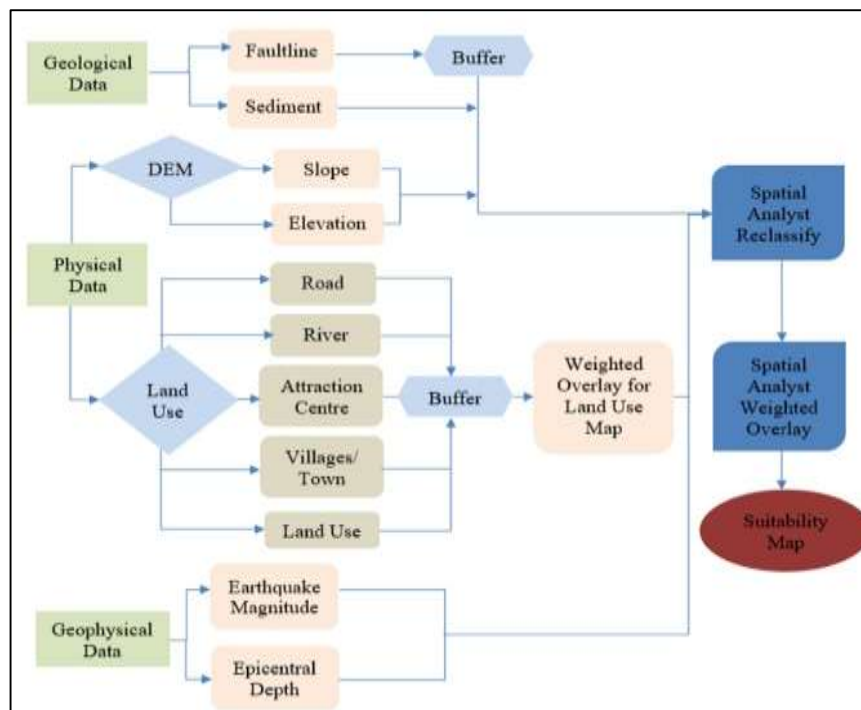 Geological
Data
Faultline
Sediment
Buffer
Physical
Data
DEM
Slope
Elevation
Land
Use
Road
River
Attraction
Centre
Villages/
Town
Land Use
Buffer
Weighted
Overlay for
Land Use
Map
Geophysical
Data
Earthquake
Magnitude
Epicentral
Depth
Spatial
Analyst
Reclassify
Spatial
Analyst
Weighted
Overlay
Suitability
Map